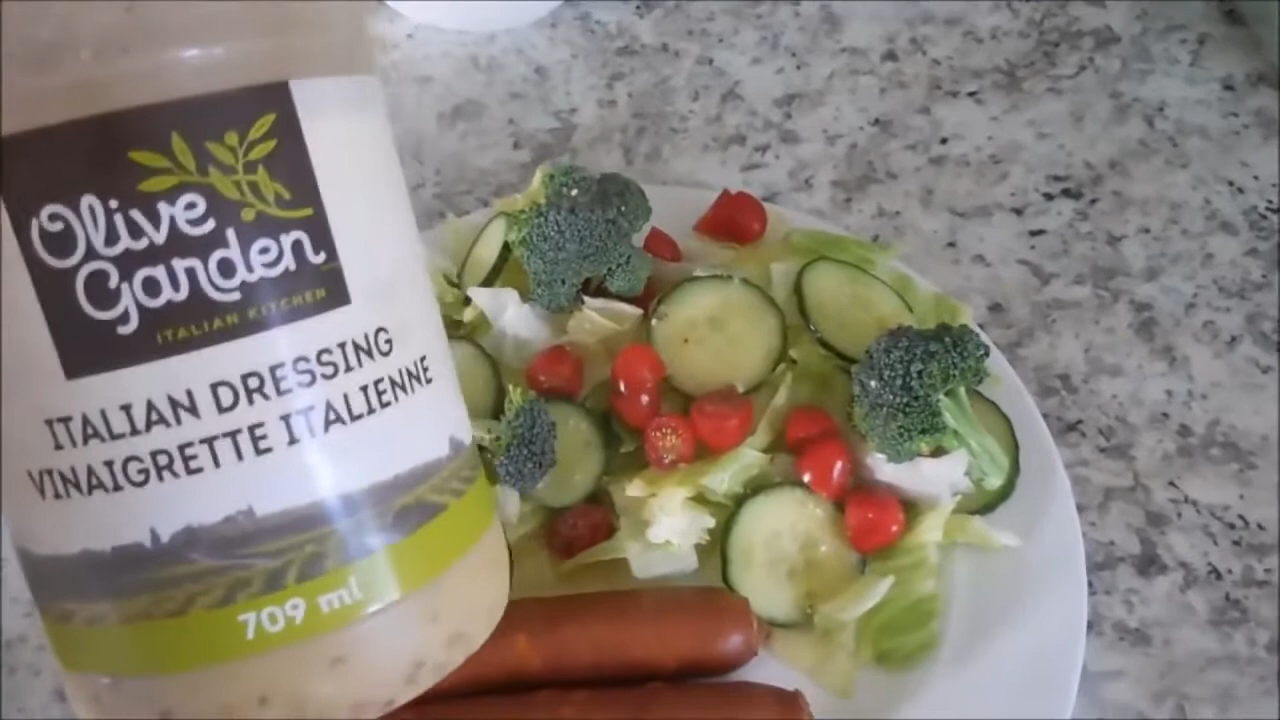 Olive
Garden
ITALIAN KITCHEN
ITALIAN DRESSING
VINAIGRETTE ITALIENNE
709 ml